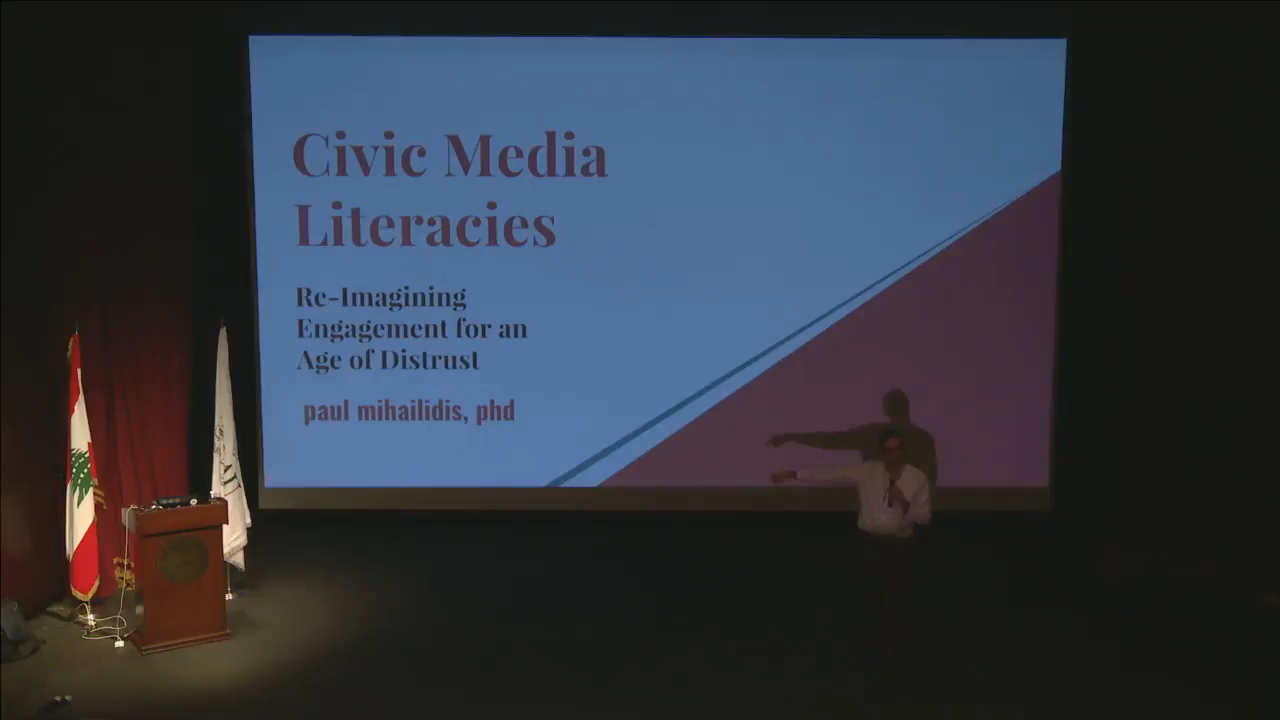 Civic Media
Literacies
Re-Imagining
Engagement for an
Age of Distrust
paul mihailidis, phd